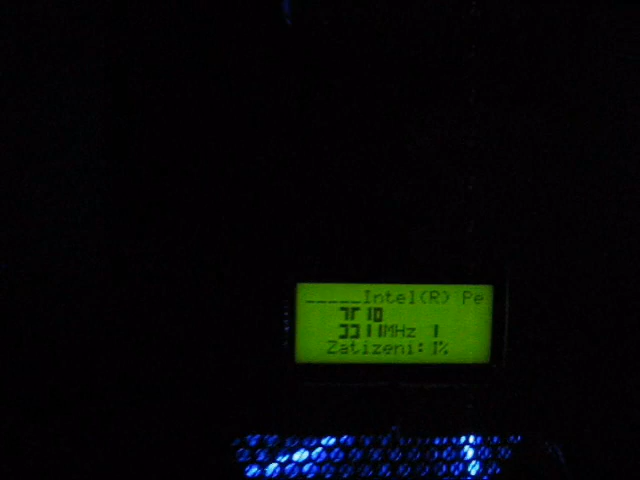 _____Intel(R) Pe
MHz
Zatizeni: 1%